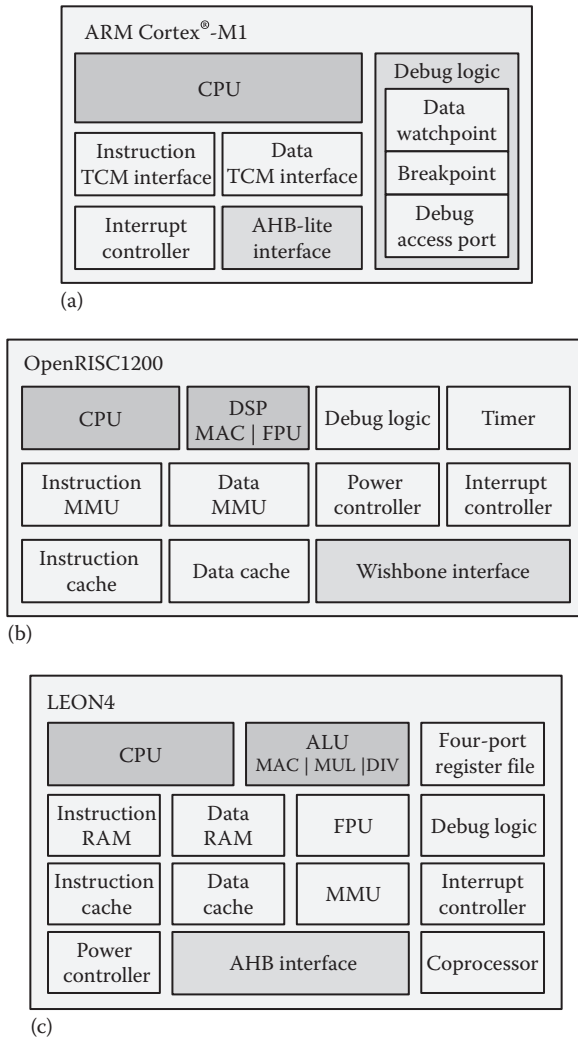 ARM Cortex®-M1
CPU
Debug logic
Data
watchpoint
Breakpoint
Debug
access port
Instruction
TCM interface
Data
TCM interface
Interrupt
controller
AHB-lite
interface
(a)
OpenRISC1200
CPU
DSP
MAC | FPU
Debug logic
Timer
Instruction
MMU
Data
MMU
Power
controller
Interrupt
controller
Instruction
cache
Data cache
Wishbone interface
(b)
LEON4
CPU
ALU
MAC | MUL |DIV
Four-port
register file
Instruction
RAM
Data
RAM
FPU
Debug logic
Instruction
cache
Data
cache
MMU
Interrupt
controller
Power
controller
AHB interface
Coprocessor
(c)